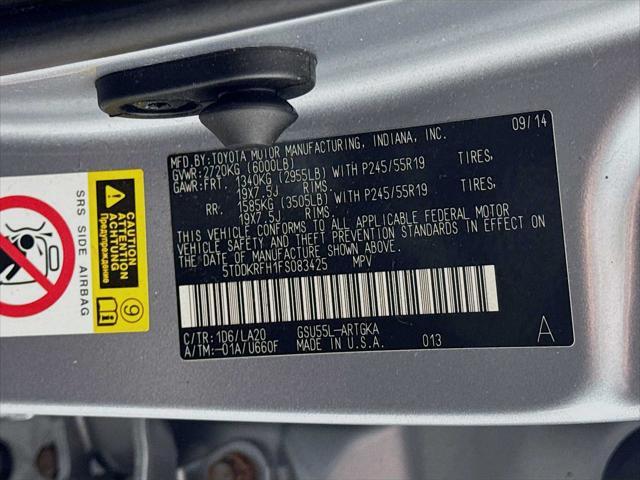 MFD.BY:TOYOTA MOTOR MANUFACTURING, INDIANA, INC. 09/14
GVWR: 2720KG (6000LB)
GAWR:FRT. 1340KG (2955LB) WITH P245/55R19 TIRES,
19X7.5J RIMS.
RR. 1585KG (3505LB) WITH P245/55R19 TIRES,
19X7.5J RIMS.
THIS VEHICLE CONFORMS TO ALL APPLICABLE FEDERAL MOTOR
VEHICLE SAFETY AND THEFT PREVENTION STANDARDS IN EFFECT ON
THE DATE OF MANUFACTURE SHOWN ABOVE.
5TDDKRFH1FS083425 MPV
C/TR: 1D6/LA20 GSU55L-ARTGKA
A/TM:-01A/U660F MADE IN U.S.A. 013 A
SRS SIDE AIRBAG
CAUTION
ATTENTION
ACHTUNG
Предупреждение
9